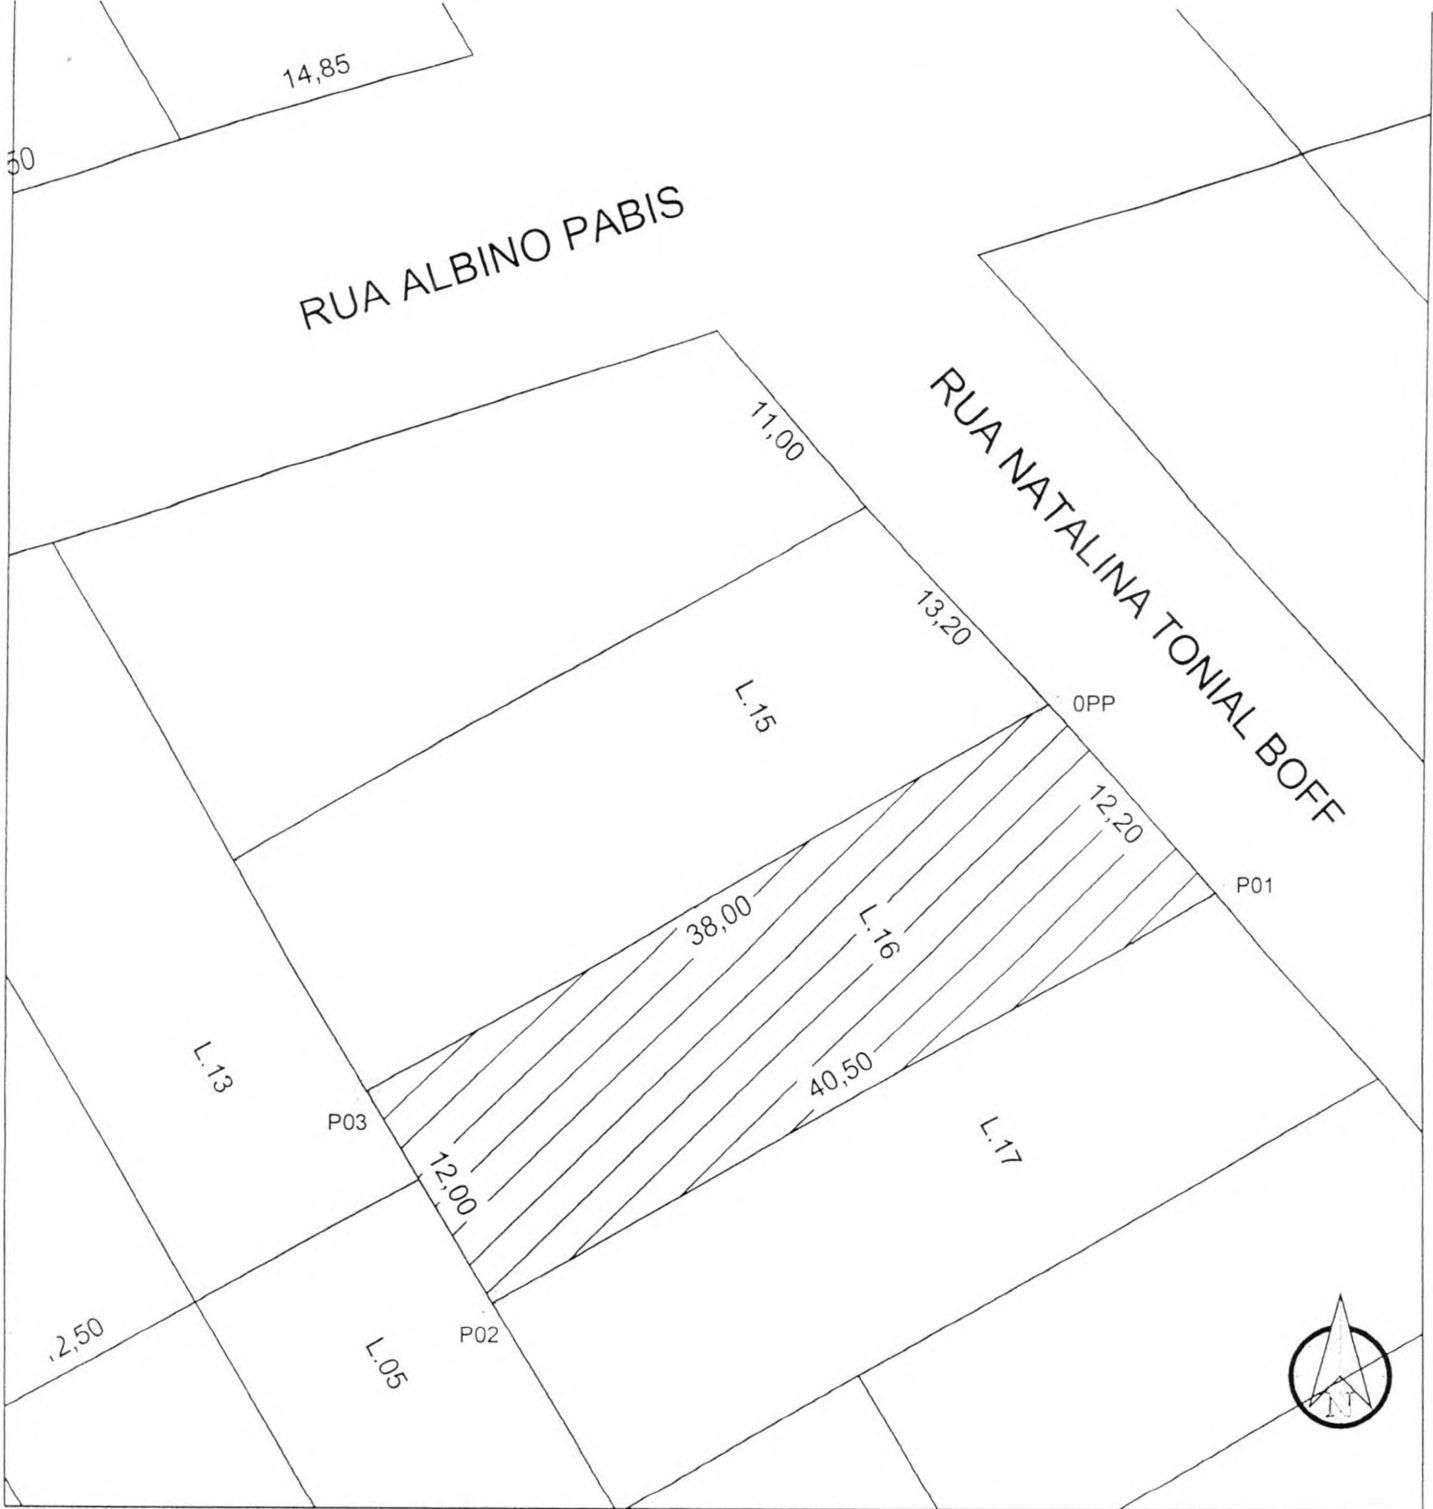 14,85
50
RUA ALBINO PABIS
11,00
RUA NATALINA TONIAL BOFF
13,20
L.15
0PP
12,20
P01
38,00
L.16
L.13
40,50
P03
L.17
12,00
2,50
P02
L.05
N